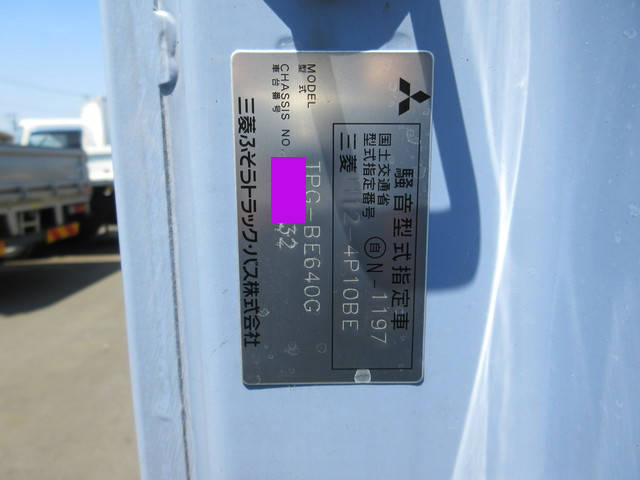 騒音型式指定車
国土交通省
型式指定番号
自 N-1197
三菱
4P10BE
MODEL
型式
TPG-BE640G
CHASSIS NO.
車台番号
32
三菱ふそうトラック・バス株式会社